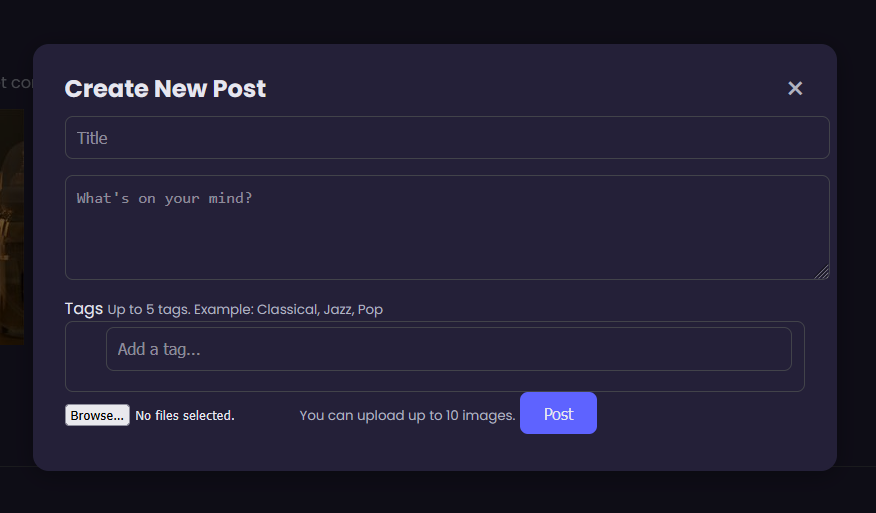 t co
Create New Post ✕
Title
What's on your mind?
Tags Up to 5 tags. Example: Classical, Jazz, Pop
Add a tag...
Browse... No files selected. You can upload up to 10 images. Post